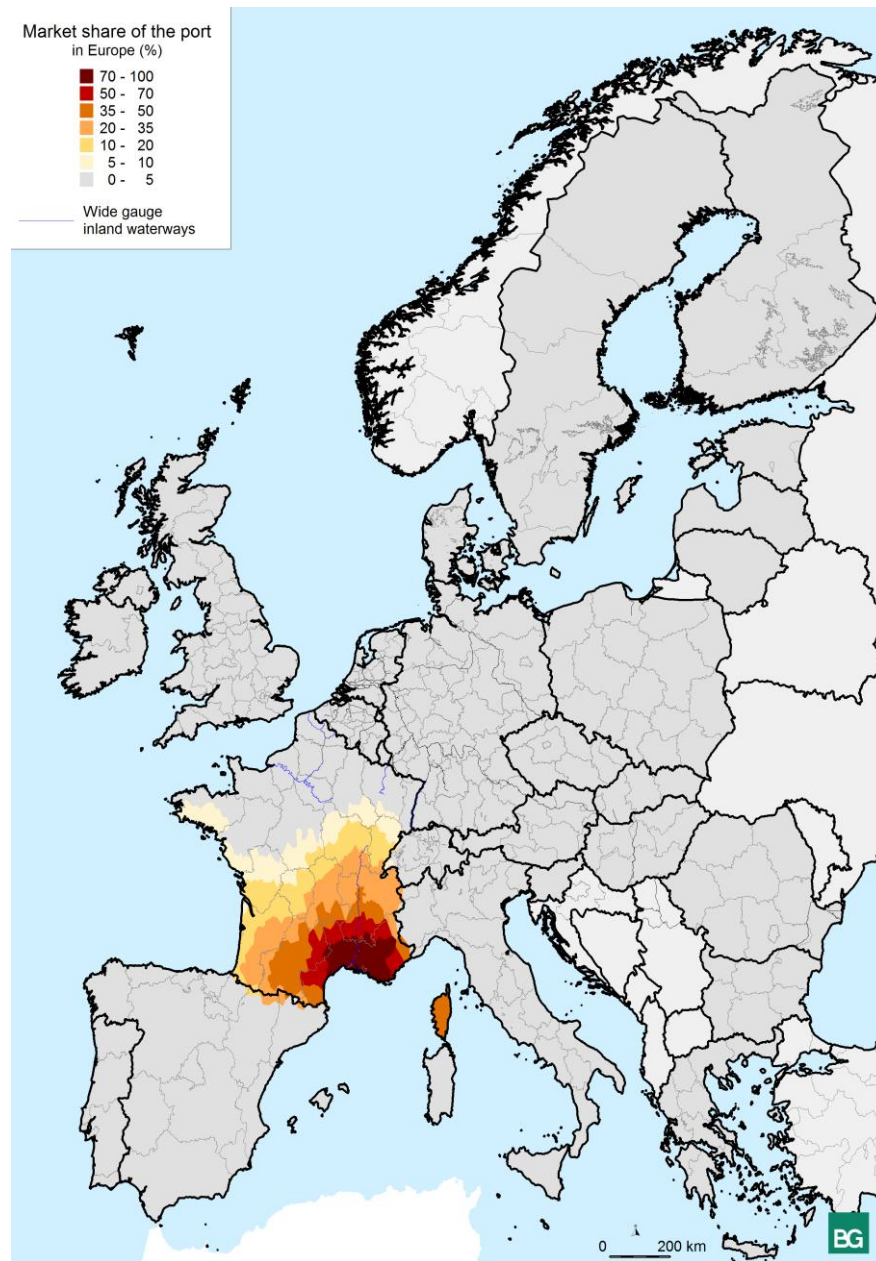 Market share of the port
in Europe (%)
70 - 100
50 - 70
35 - 50
20 - 35
10 - 20
5 - 10
0 - 5
Wide gauge
inland waterways
0 200 km
BG